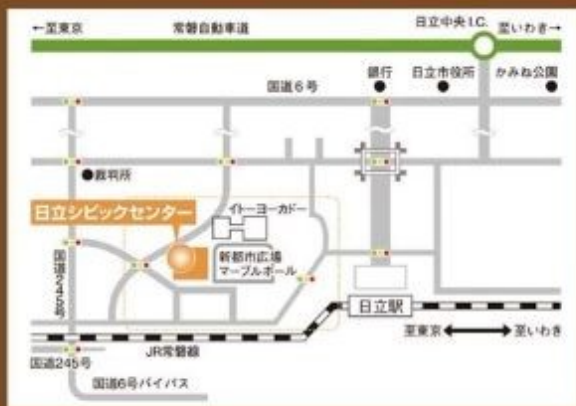 ←至東京
常磐自動車道
日立中央I.C.
至いわき→
国道6号
銀行
日立市役所
かみね公園
裁判所
日立シビックセンター
イトーヨーカドー
新都市広場
マーブルホール
国道245号
日立駅
至東京
至いわき
JR常磐線
国道245号
国道6号バイパス